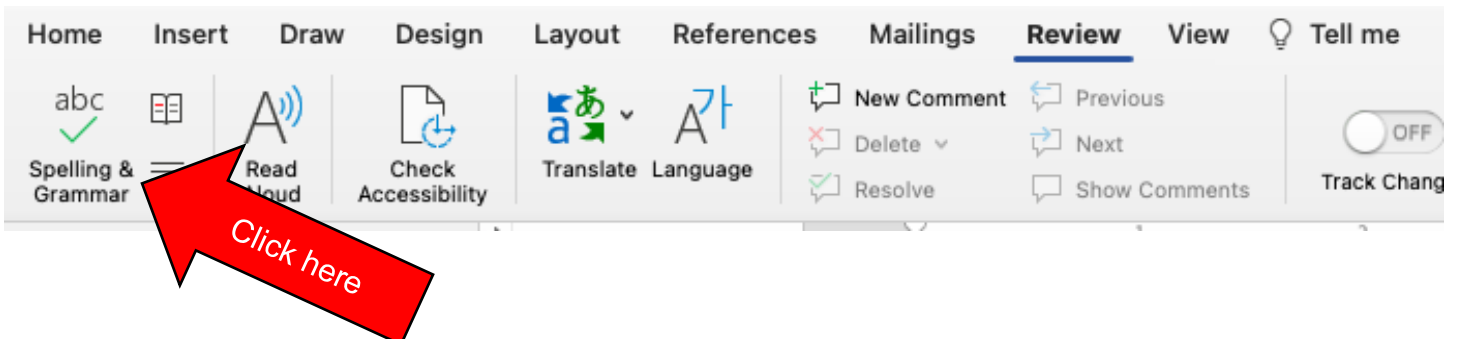 Home Insert Draw Design Layout References Mailings Review View Tell me
abc
あ
a
A가
Spelling &
Grammar
Read
Check
Accessibility
Translate
Language
New Comment
Delete
Resolve
Previous
Next
Show Comments
OFF
Track Chang
Click here